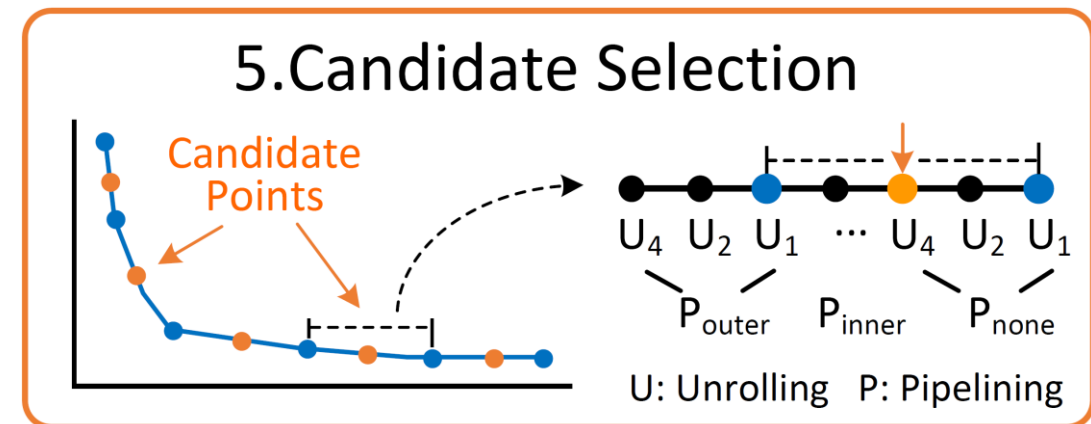 5.Candidate Selection
Candidate
Points
U₄ U₂ U₁ ... U₄ U₂ U₁
Pouter Pinner Pnone
U: Unrolling P: Pipelining